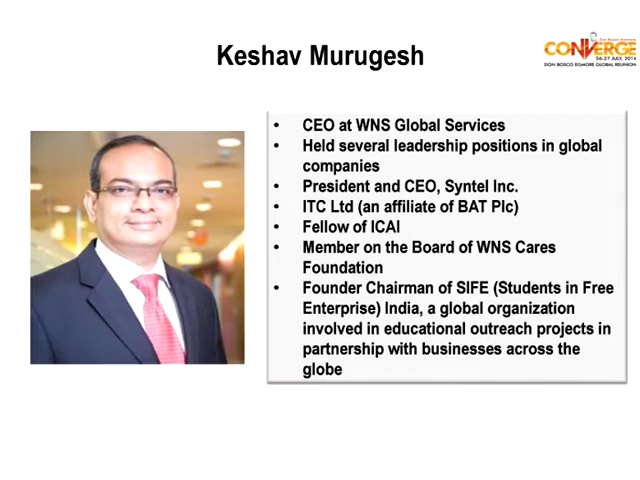 Keshav Murugesh
CONVERGE
26-27 JULY, 2014
DON BOSCO EGMORE GLOBAL REUNION
• CEO at WNS Global Services
• Held several leadership positions in global
companies
• President and CEO, Syntel Inc.
• ITC Ltd (an affiliate of BAT Plc)
• Fellow of ICAI
• Member on the Board of WNS Cares
Foundation
• Founder Chairman of SIFE (Students in Free
Enterprise) India, a global organization
involved in educational outreach projects in
partnership with businesses across the
globe